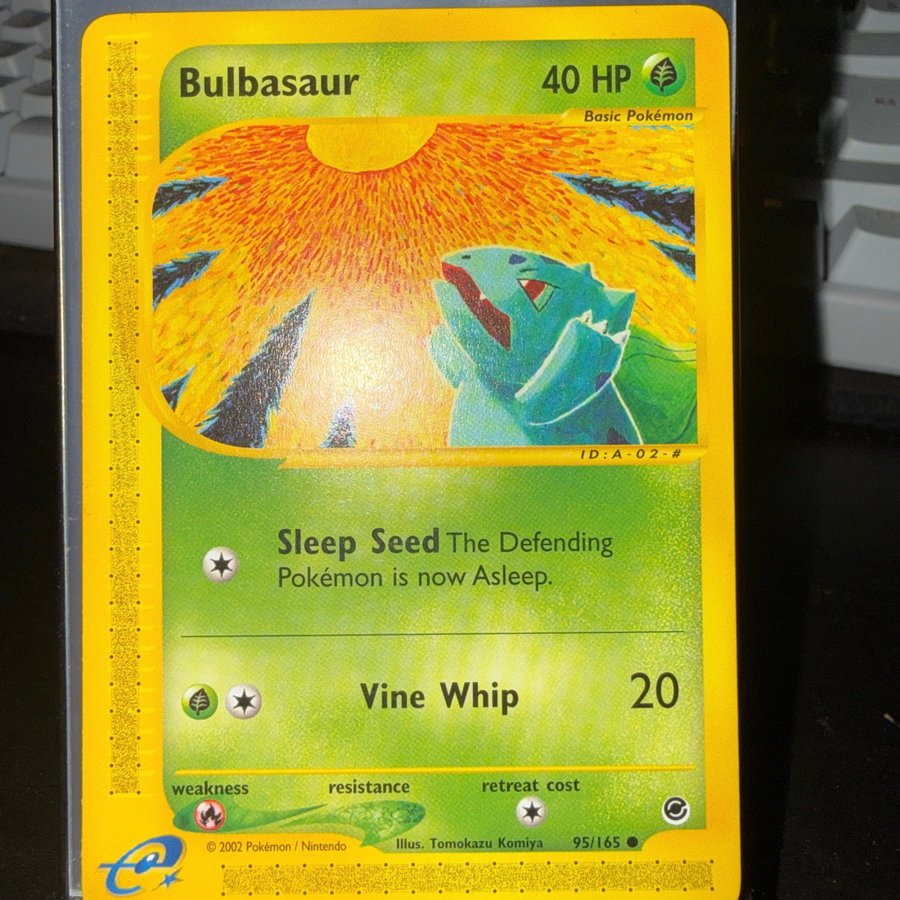 Bulbasaur 40 HP
Basic Pokémon
ID:A-02-#
Sleep Seed The Defending
Pokémon is now Asleep.
Vine Whip 20
weakness resistance retreat cost
© 2002 Pokémon / Nintendo Illus. Tomokazu Komiya 95/165
e